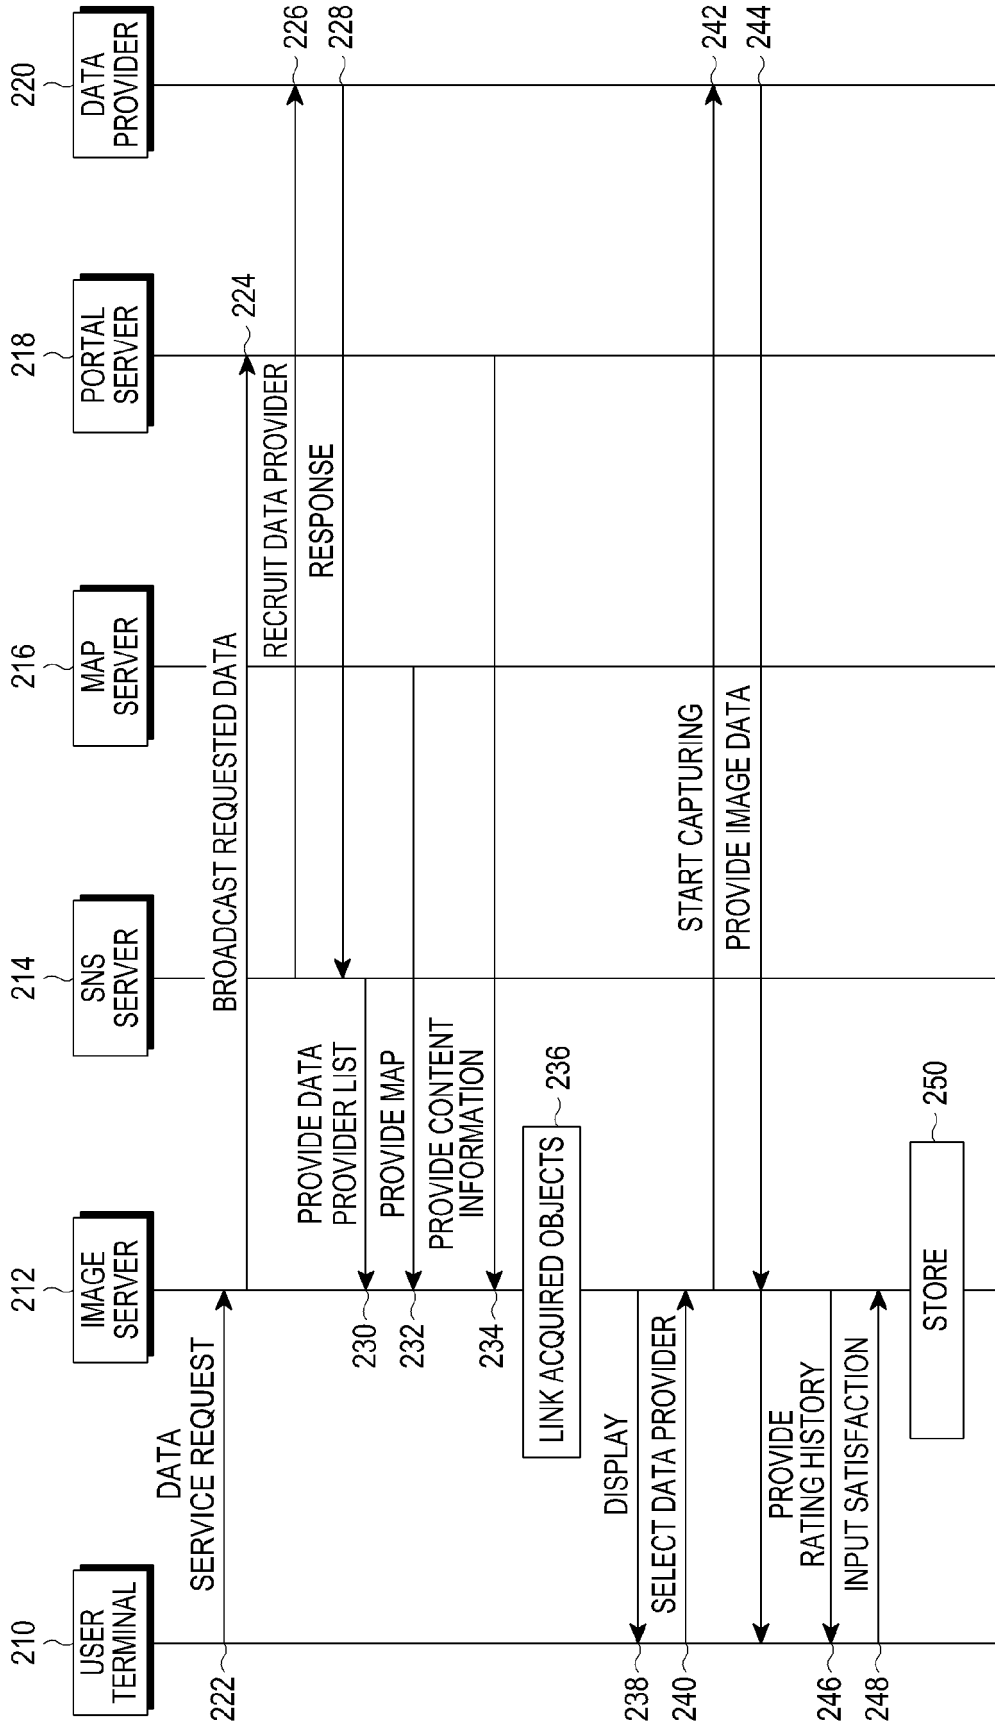 210
USER
TERMINAL
212
IMAGE
SERVER
214
SNS
SERVER
216
MAP
SERVER
218
PORTAL
SERVER
220
DATA
PROVIDER
222
DATA
SERVICE REQUEST
BROADCAST REQUESTED DATA
224
RECRUIT DATA PROVIDER
226
RESPONSE
228
PROVIDE DATA
PROVIDER LIST
230
PROVIDE MAP
232
PROVIDE CONTENT
INFORMATION
234
LINK ACQUIRED OBJECTS
236
DISPLAY
238
SELECT DATA PROVIDER
240
START CAPTURING
242
PROVIDE IMAGE DATA
244
PROVIDE
RATING HISTORY
246
INPUT SATISFACTION
248
STORE
250